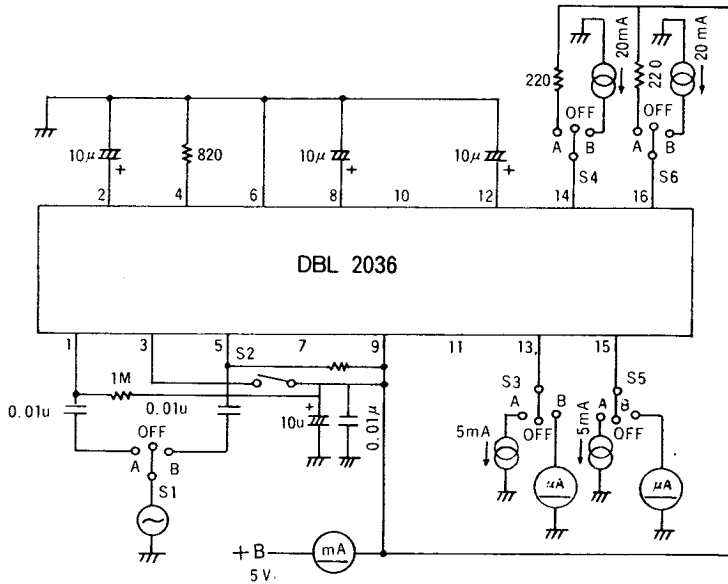 20mA 20mA
220 220
OFF OFF
A B A B
S4 S6
10μ + 820 10μ + 10μ +
2 4 6 8 10 12 14 16
DBL 2036
1 3 5 7 9 11 13, 15
S2
1M
0.01u 0.01u + 10u 0.01μ
OFF
A B
S1
S3 S5
A B A B
OFF OFF
5mA 5mA
μA μA
+B mA
5V.